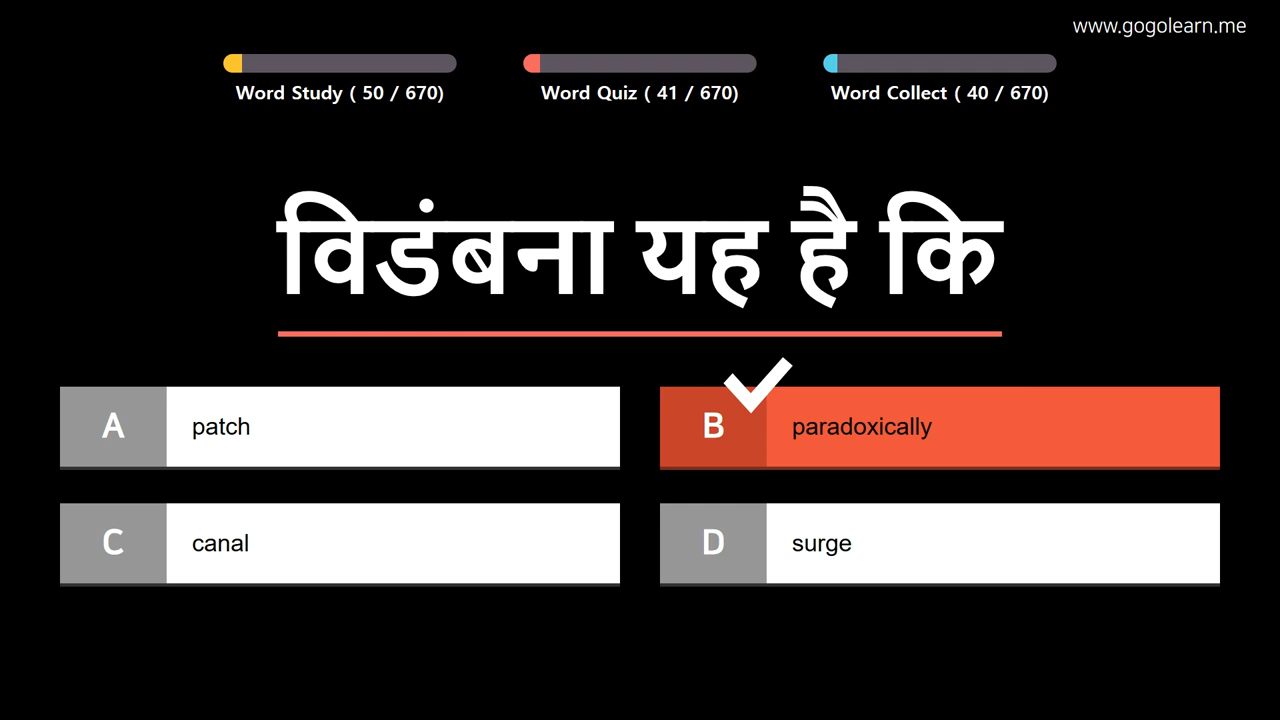 www.gogolearn.me
Word Study ( 50 / 670)
Word Quiz ( 41 / 670)
Word Collect ( 40 / 670)
विडंबना यह है कि
A patch
B paradoxically
C canal
D surge